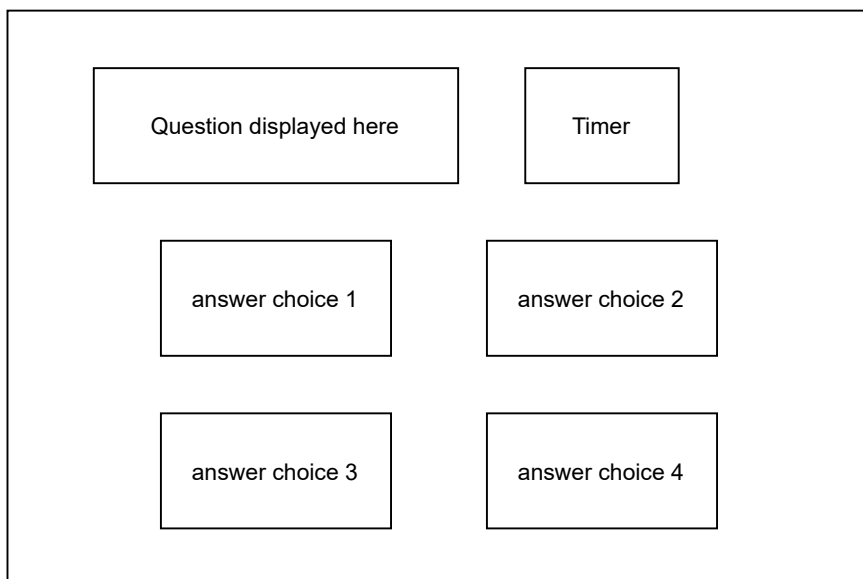 Question displayed here
Timer
answer choice 1
answer choice 2
answer choice 3
answer choice 4